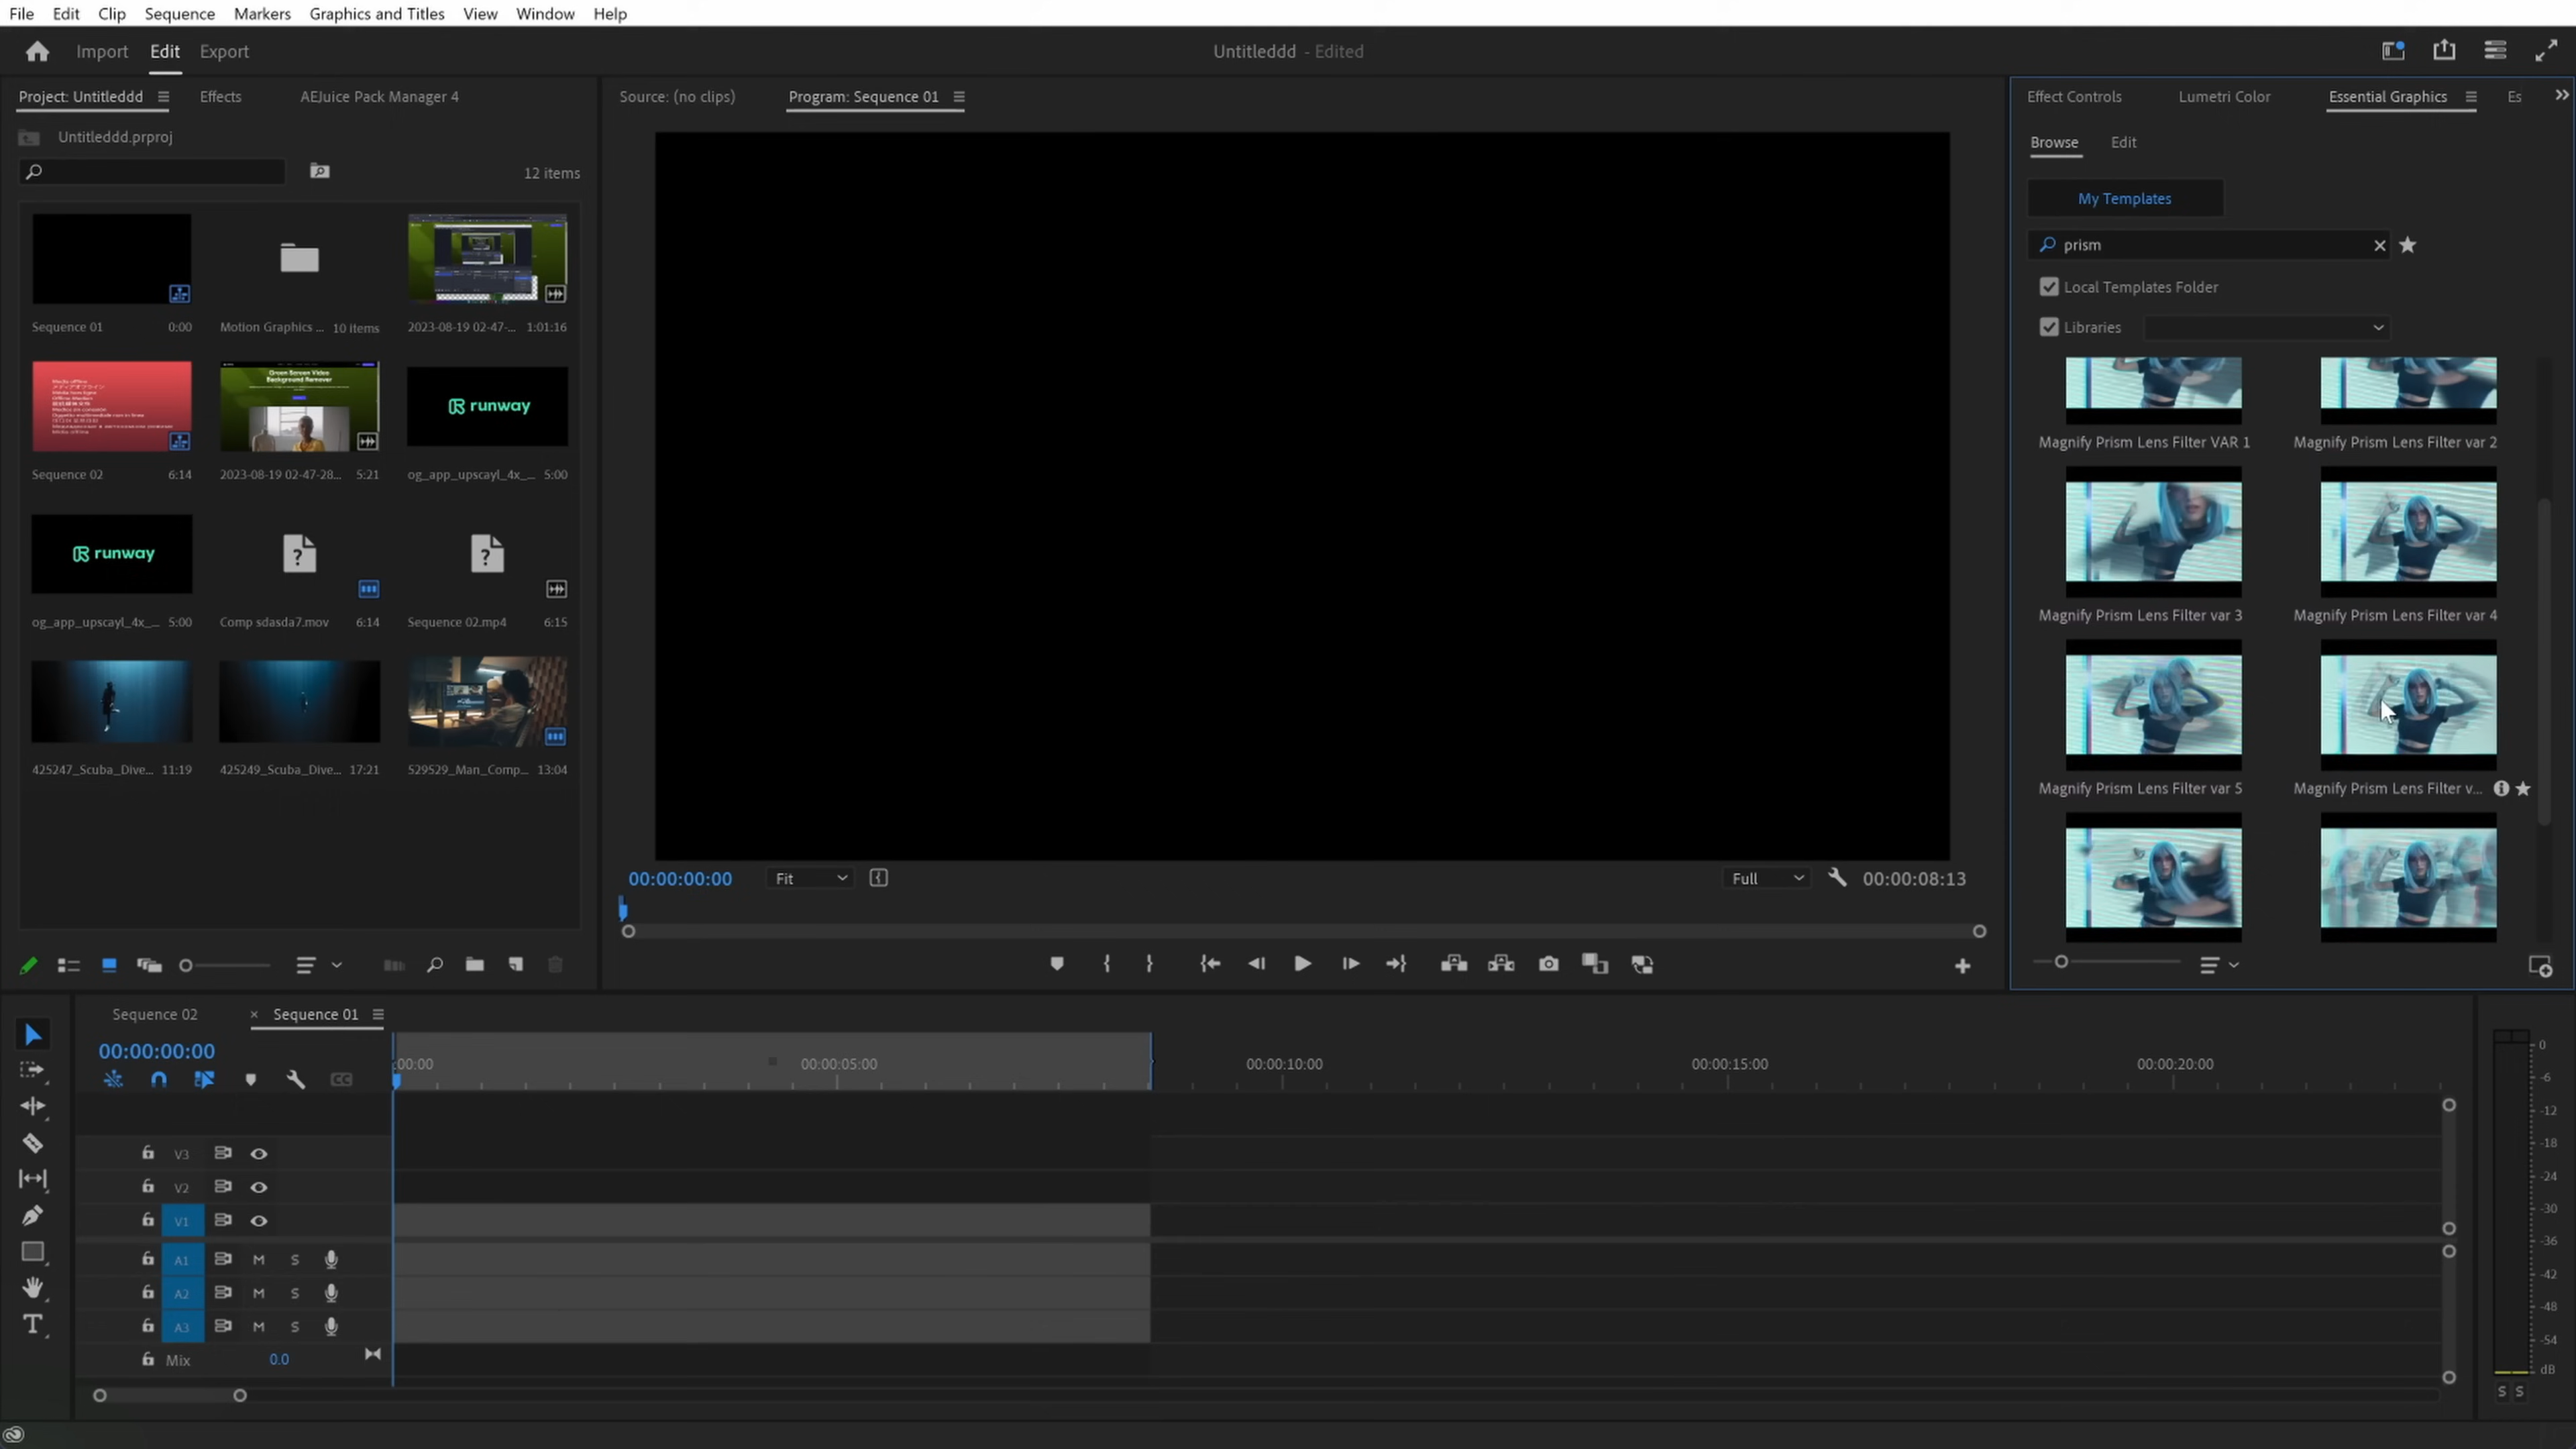 File Edit Clip Sequence Markers Graphics and Titles View Window Help
Import Edit Export
Untitleddd - Edited
Project: Untitleddd Effects AEJuice Pack Manager 4
Untitleddd.prproj
12 items
Sequence 01 0:00
Motion Graphics ... 10 items
2023-08-19 02-47-... 1:01:16
Green Screen Video
Background Remover
runway
Sequence 02 6:14
2023-08-19 02-47-28... 5:21
og_app_upscayl_4x_... 5:00
runway
og_app_upscayl_4x_... 5:00
Comp sdasda7.mov 6:14
Sequence 02.mp4 6:15
425247_Scuba_Dive... 11:19
425249_Scuba_Dive... 17:21
529529_Man_Comp... 13:04
Source: (no clips) Program: Sequence 01
00:00:00:00 Fit Full 00:00:08:13
Effect Controls Lumetri Color Essential Graphics Es
Browse Edit
My Templates
prism
Local Templates Folder
Libraries
Magnify Prism Lens Filter VAR 1
Magnify Prism Lens Filter var 2
Magnify Prism Lens Filter var 3
Magnify Prism Lens Filter var 4
Magnify Prism Lens Filter var 5
Magnify Prism Lens Filter v...
Sequence 02 × Sequence 01
00:00:00:00
:00:00 00:00:05:00 00:00:10:00 00:00:15:00 00:00:20:00
CC
V3
V2
V1
A1 M S
A2 M S
A3 M S
Mix 0.0
0
-6
-12
-18
-24
-30
-36
-42
-48
-54
dB
S S